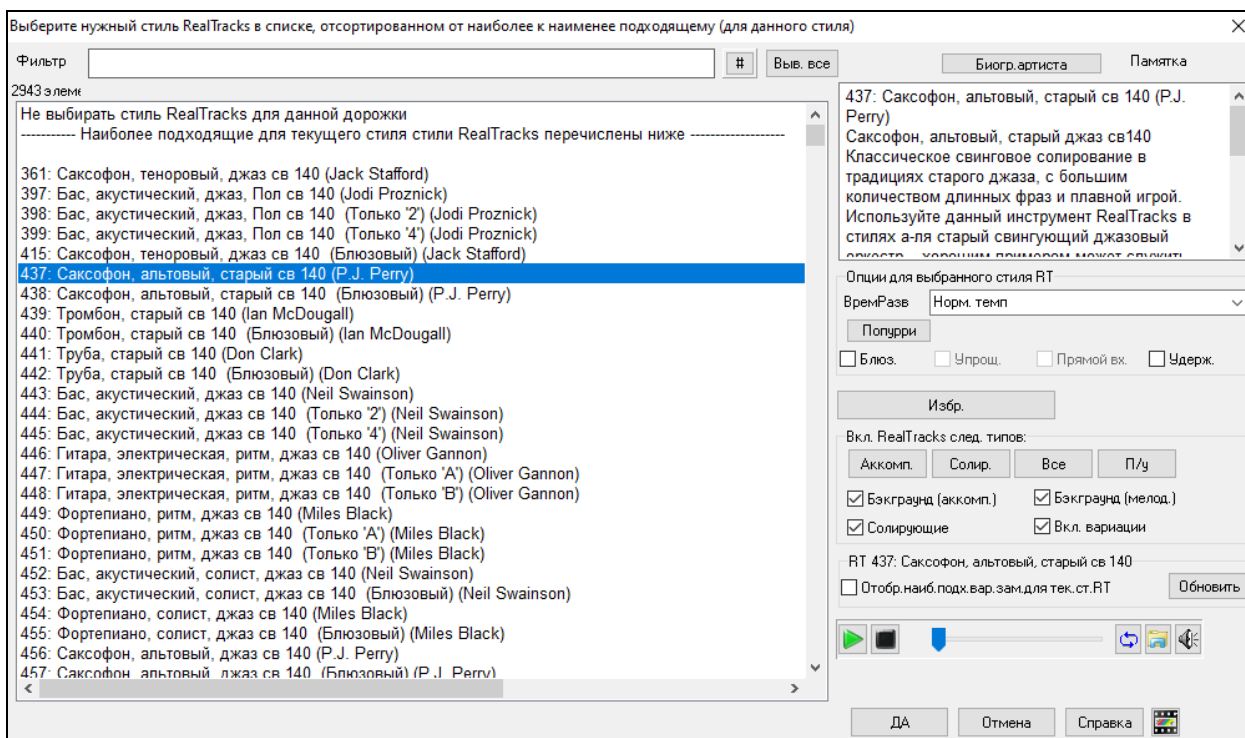 Выберите нужный стиль RealTracks в списке, отсортированном от наиболее к наименее подходящему (для данного стиля)
Фильтр
#
Выв. все
Биогр.артиста
Памятка
2943 элеме
Не выбирать стиль RealTracks для данной дорожки
----------- Наиболее подходящие для текущего стиля стили RealTracks перечислены ниже --------------------
361: Саксофон, теноровый, джаз св 140 (Jack Stafford)
397: Бас, акустический, джаз, Пол св 140 (Jodi Proznick)
398: Бас, акустический, джаз, Пол св 140  (Только '2') (Jodi Proznick)
399: Бас, акустический, джаз, Пол св 140  (Только '4') (Jodi Proznick)
415: Саксофон, теноровый, джаз св 140  (Блюзовый) (Jack Stafford)
437: Саксофон, альтовый, старый св 140 (P.J. Perry)
438: Саксофон, альтовый, старый св 140  (Блюзовый) (P.J. Perry)
439: Тромбон, старый св 140 (Ian McDougall)
440: Тромбон, старый св 140  (Блюзовый) (Ian McDougall)
441: Труба, старый св 140 (Don Clark)
442: Труба, старый св 140  (Блюзовый) (Don Clark)
443: Бас, акустический, джаз св 140 (Neil Swainson)
444: Бас, акустический, джаз св 140  (Только '2') (Neil Swainson)
445: Бас, акустический, джаз св 140  (Только '4') (Neil Swainson)
446: Гитара, электрическая, ритм, джаз св 140 (Oliver Gannon)
447: Гитара, электрическая, ритм, джаз св 140  (Только 'A') (Oliver Gannon)
448: Гитара, электрическая, ритм, джаз св 140  (Только 'B') (Oliver Gannon)
449: Фортепиано, ритм, джаз св 140 (Miles Black)
450: Фортепиано, ритм, джаз св 140  (Только 'A') (Miles Black)
451: Фортепиано, ритм, джаз св 140  (Только 'B') (Miles Black)
452: Бас, акустический, солист, джаз св 140 (Neil Swainson)
453: Бас, акустический, солист, джаз св 140  (Блюзовый) (Neil Swainson)
454: Фортепиано, солист, джаз св 140 (Miles Black)
455: Фортепиано, солист, джаз св 140  (Блюзовый) (Miles Black)
456: Саксофон, альтовый, джаз св 140 (P.J. Perry)
457: Саксофон, альтовый, джаз св 140  (Блюзовый) (P.J. Perry)
437: Саксофон, альтовый, старый св 140 (P.J.
Perry)
Саксофон, альтовый, старый джаз св140
Классическое свинговое солирование в
традициях старого джаза, с большим
количеством длинных фраз и плавной игрой.
Используйте данный инструмент RealTracks в
стилях а-ля старый свингующий джазовый
оркестр - хорошим примером может служить
Опции для выбранного стиля RT
ВремРазв
Норм. темп
Попурри
Блюз.
Упрощ.
Прямой вх.
Удерж.
Избр.
Вкл. RealTracks след. типов:
Аккомп.
Солир.
Все
П/у
Бэкграунд (аккомп.)
Бэкграунд (мелод.)
Солирующие
Вкл. вариации
RT 437: Саксофон, альтовый, старый св 140
Отобр.наиб.подх.вар.зам.для тек.ст.RT
Обновить
ДА
Отмена
Справка